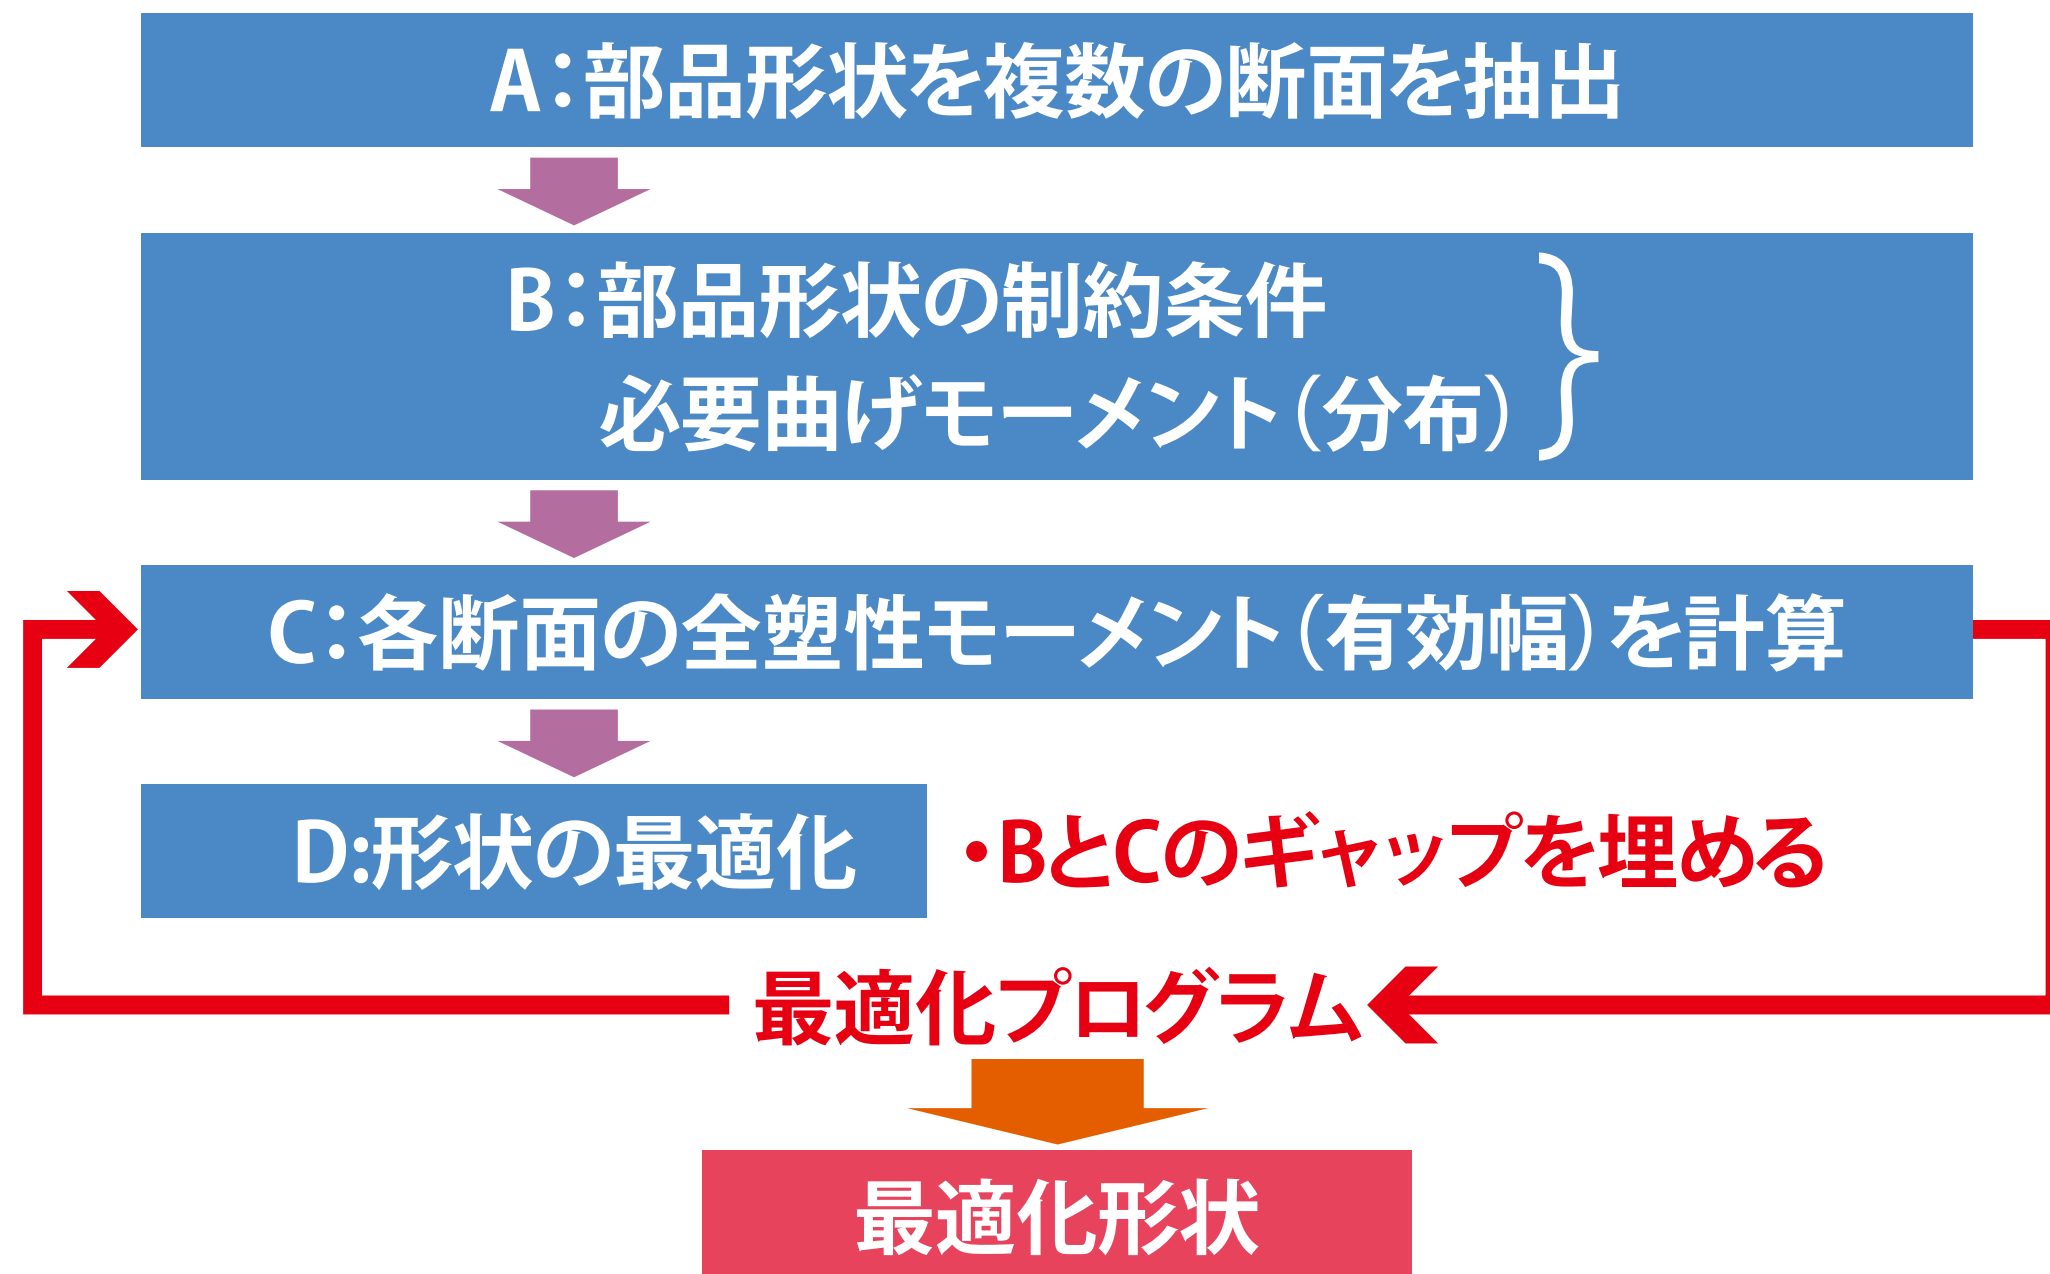 A：部品形状を複数の断面を抽出
B：部品形状の制約条件
必要曲げモーメント（分布）
C：各断面の全塑性モーメント（有効幅）を計算
D:形状の最適化
・BとCのギャップを埋める
最適化プログラム
最適化形状